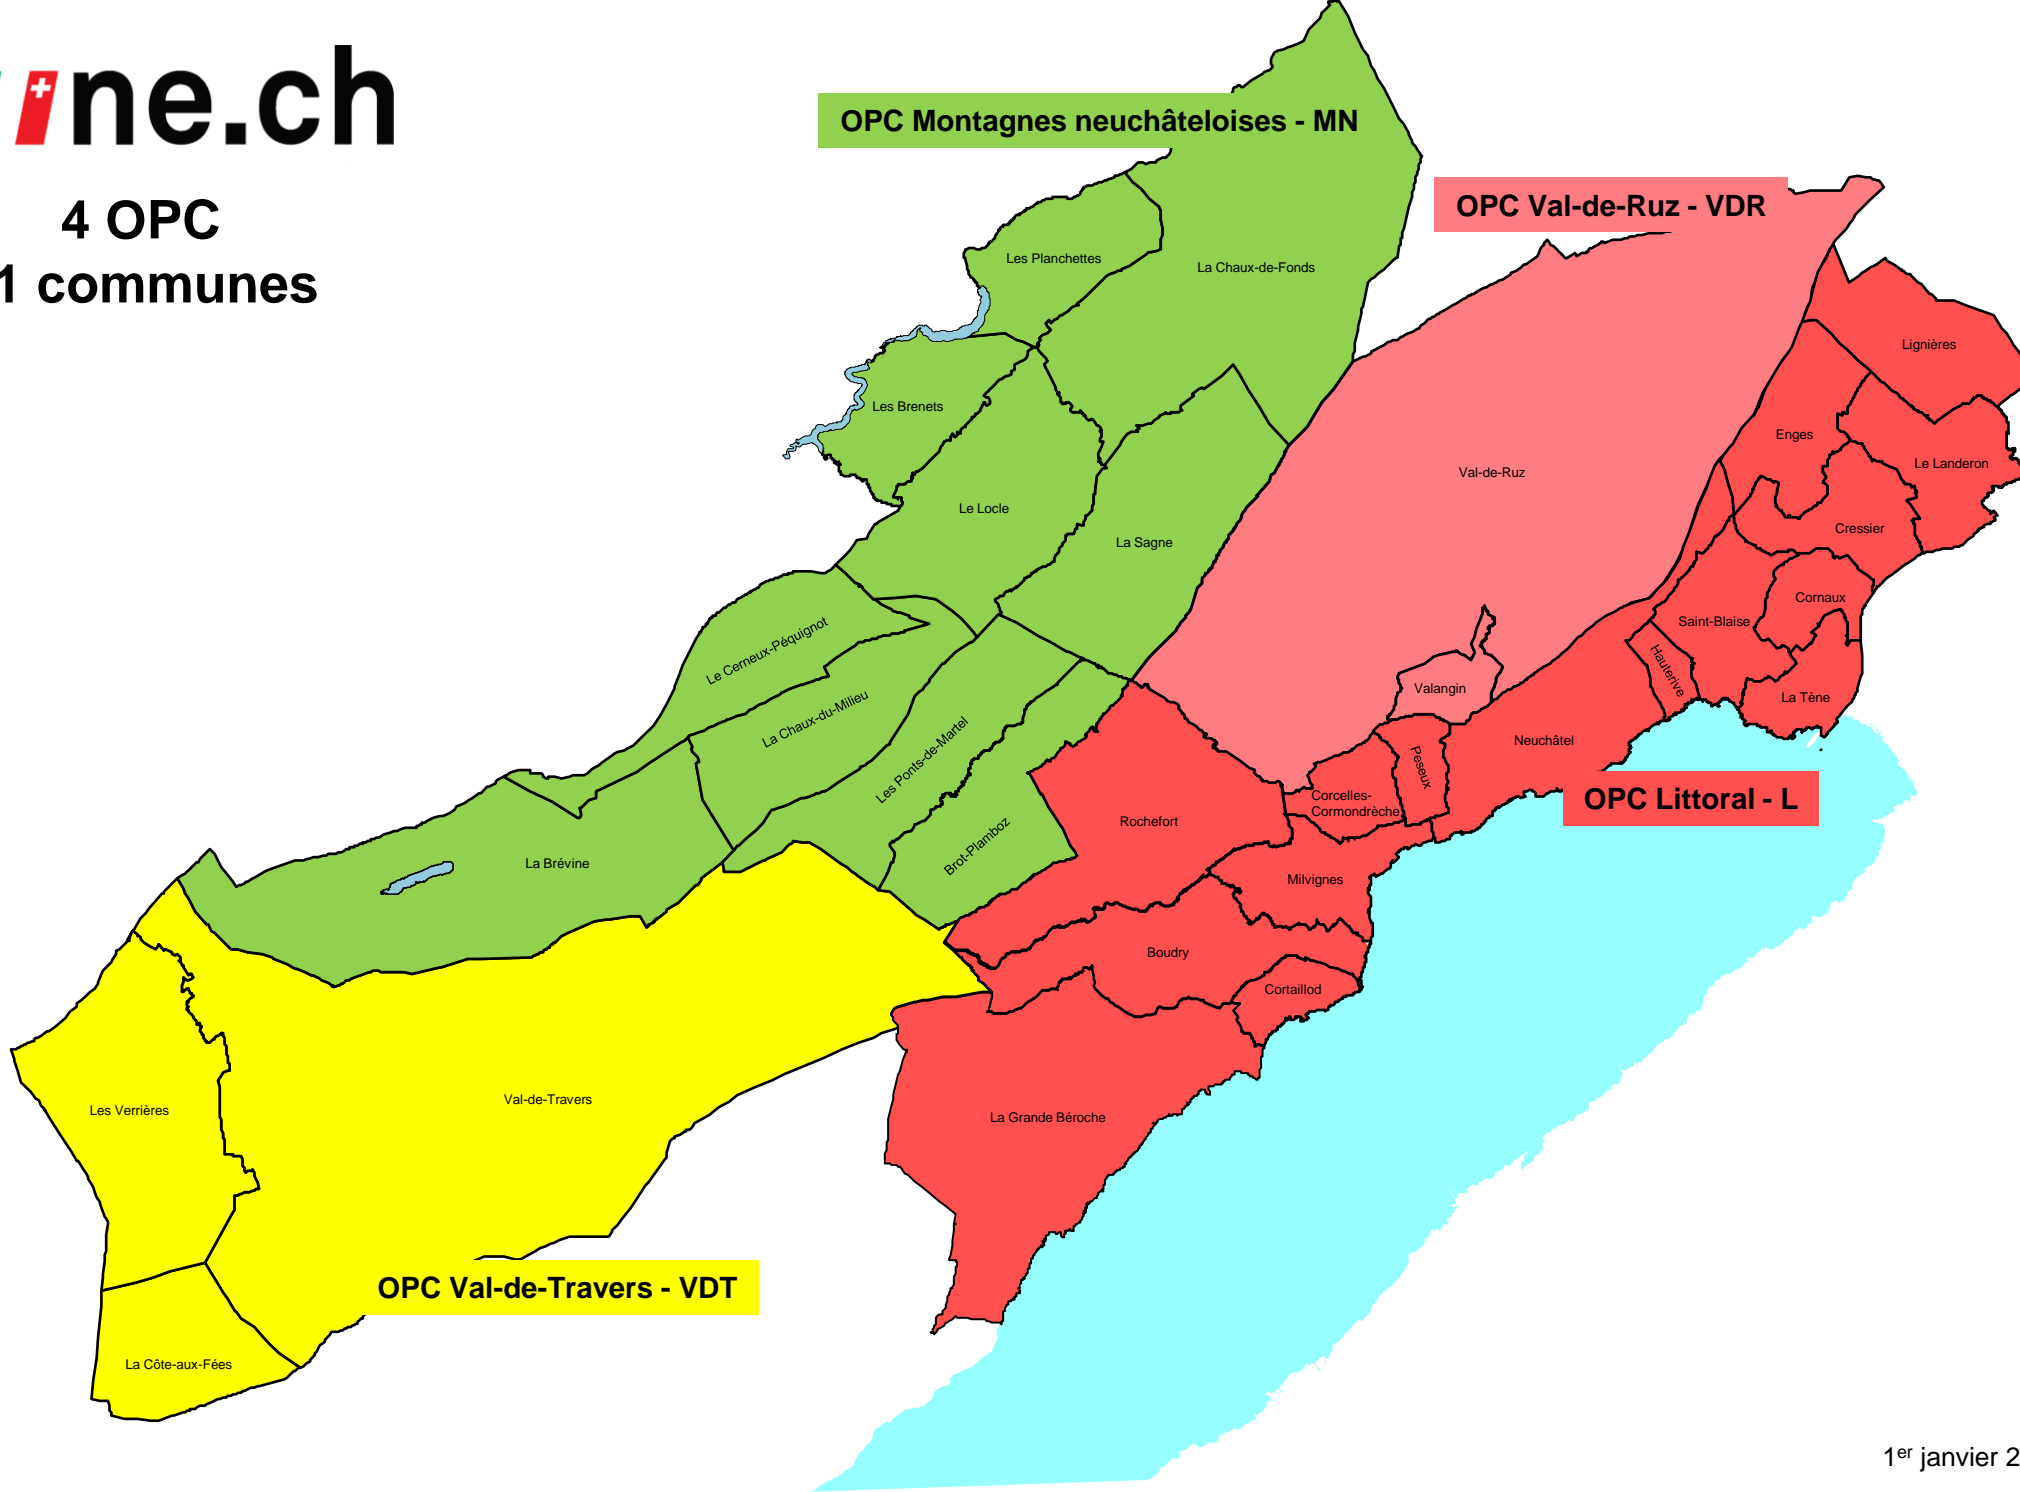 ne.ch
4 OPC
1 communes
OPC Montagnes neuchâteloises - MN
OPC Val-de-Ruz - VDR
Les Planchettes
La Chaux-de-Fonds
Lignières
Les Brenets
Enges
Le Landeron
Val-de-Ruz
Le Locle
Cressier
La Sagne
Cornaux
Saint-Blaise
Le Cerneux-Péquignot
Hauterive
Valangin
La Tène
La Chaux-du-Milieu
Neuchâtel
Les Ponts-de-Martel
Peseux
Corcelles-
Cormondrèche
OPC Littoral - L
Rochefort
Brot-Plamboz
La Brévine
Milvignes
Boudry
Cortaillod
Val-de-Travers
Les Verrières
La Grande Béroche
OPC Val-de-Travers - VDT
La Côte-aux-Fées
1er janvier 2